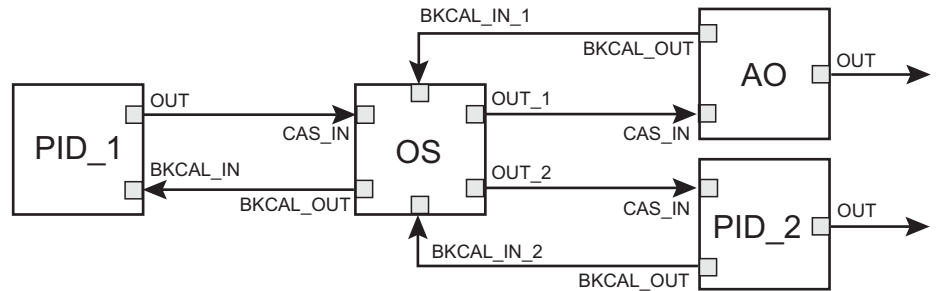 BKCAL_IN_1
BKCAL_OUT
AO
OUT
OUT
OUT_1
CAS_IN
CAS_IN
PID_1
OS
BKCAL_IN
BKCAL_OUT
OUT_2
CAS_IN
PID_2
OUT
BKCAL_IN_2
BKCAL_OUT